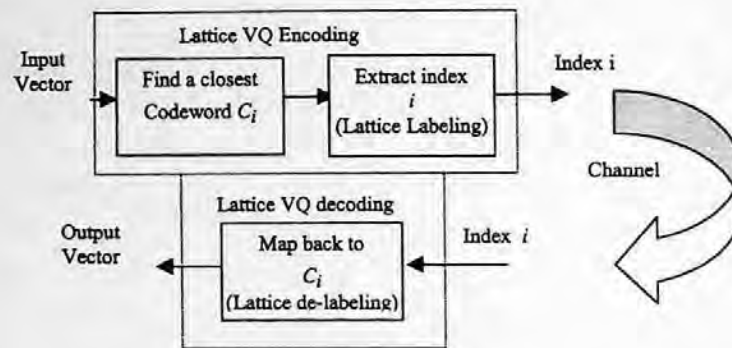 Lattice VQ Encoding
Input
Vector
Find a closest
Codeword C_i
Extract index
i
(Lattice Labeling)
Index i
Channel
Lattice VQ decoding
Output
Vector
Map back to
C_i
(Lattice de-labeling)
Index i